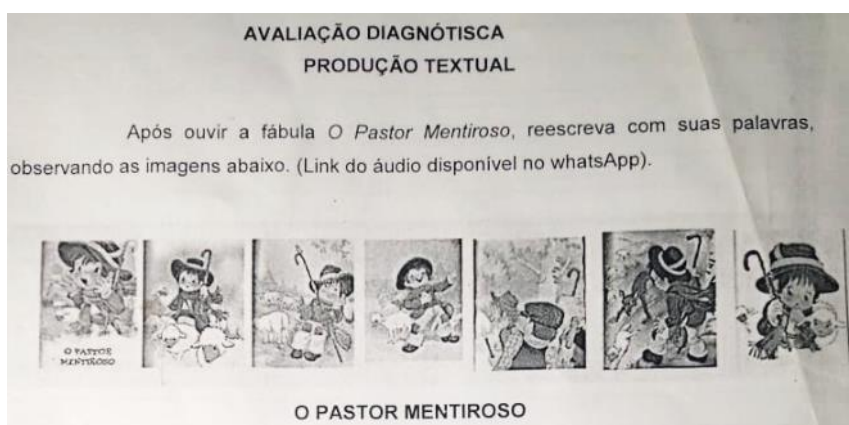 AVALIAÇÃO DIAGNÓTISCA
PRODUÇÃO TEXTUAL
Após ouvir a fábula O Pastor Mentiroso, reescreva com suas palavras,
observando as imagens abaixo. (Link do áudio disponível no whatsApp).
O PASTOR
MENTIROSO
O PASTOR MENTIROSO